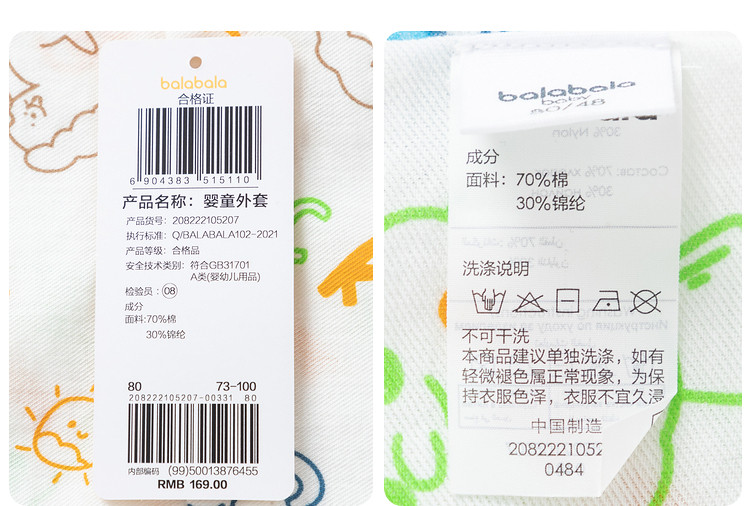 balabala
合格证
6 904383 515110
产品名称：婴童外套
产品货号：208222105207
执行标准：Q/BALABALA102-2021
产品等级：合格品
安全技术类别：符合GB31701
A类(婴幼儿用品)
检验员：08
成分
面料:70%棉
30%锦纶
80 73-100
208222105207-00331 80
内部编码 (99)50013876455
RMB 169.00
balabala
baby
80/48
30% Nylon
成分
面料：70%棉
30%锦纶
洗涤说明
不可干洗
本商品建议单独洗涤，如有
轻微褪色属正常现象，为保
持衣服色泽，衣服不宜久浸
中国制造
2082221052
0484